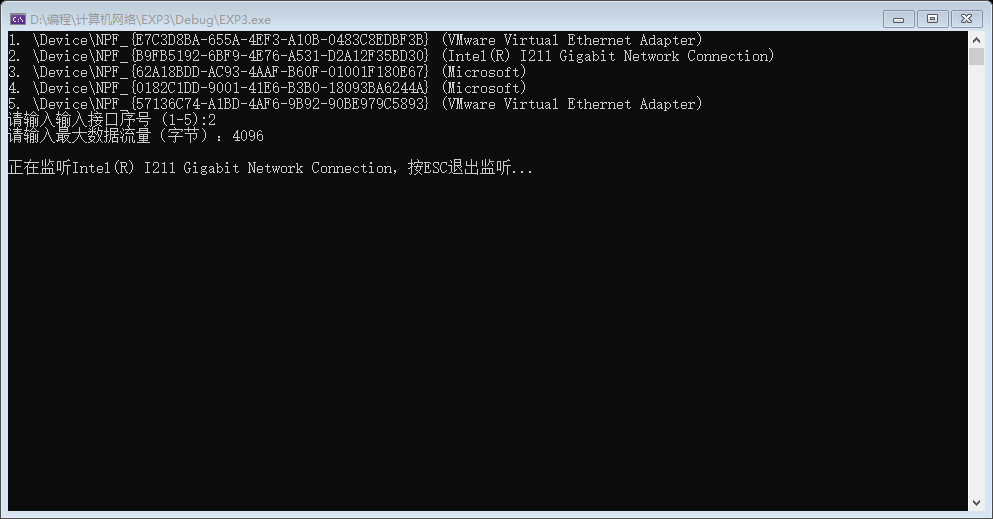 D:\编程\计算机网络\EXP3\Debug\EXP3.exe
1. \Device\NPF_{E7C3D8BA-655A-4EF3-A10B-0483C8EDBF3B} (VMware Virtual Ethernet Adapter)
2. \Device\NPF_{B9FB5192-6BF9-4E76-A531-D2A12F35BD30} (Intel(R) I211 Gigabit Network Connection)
3. \Device\NPF_{62A18BDD-AC93-4AAF-B60F-01001F180E67} (Microsoft)
4. \Device\NPF_{0182C1DD-9001-41E6-B3B0-18093BA6244A} (Microsoft)
5. \Device\NPF_{57136C74-A1BD-4AF6-9B92-90BE979C5893} (VMware Virtual Ethernet Adapter)
请输入输入接口序号 (1-5):2
请输入最大数据流量（字节）：4096
正在监听Intel(R) I211 Gigabit Network Connection, 按ESC退出监听...